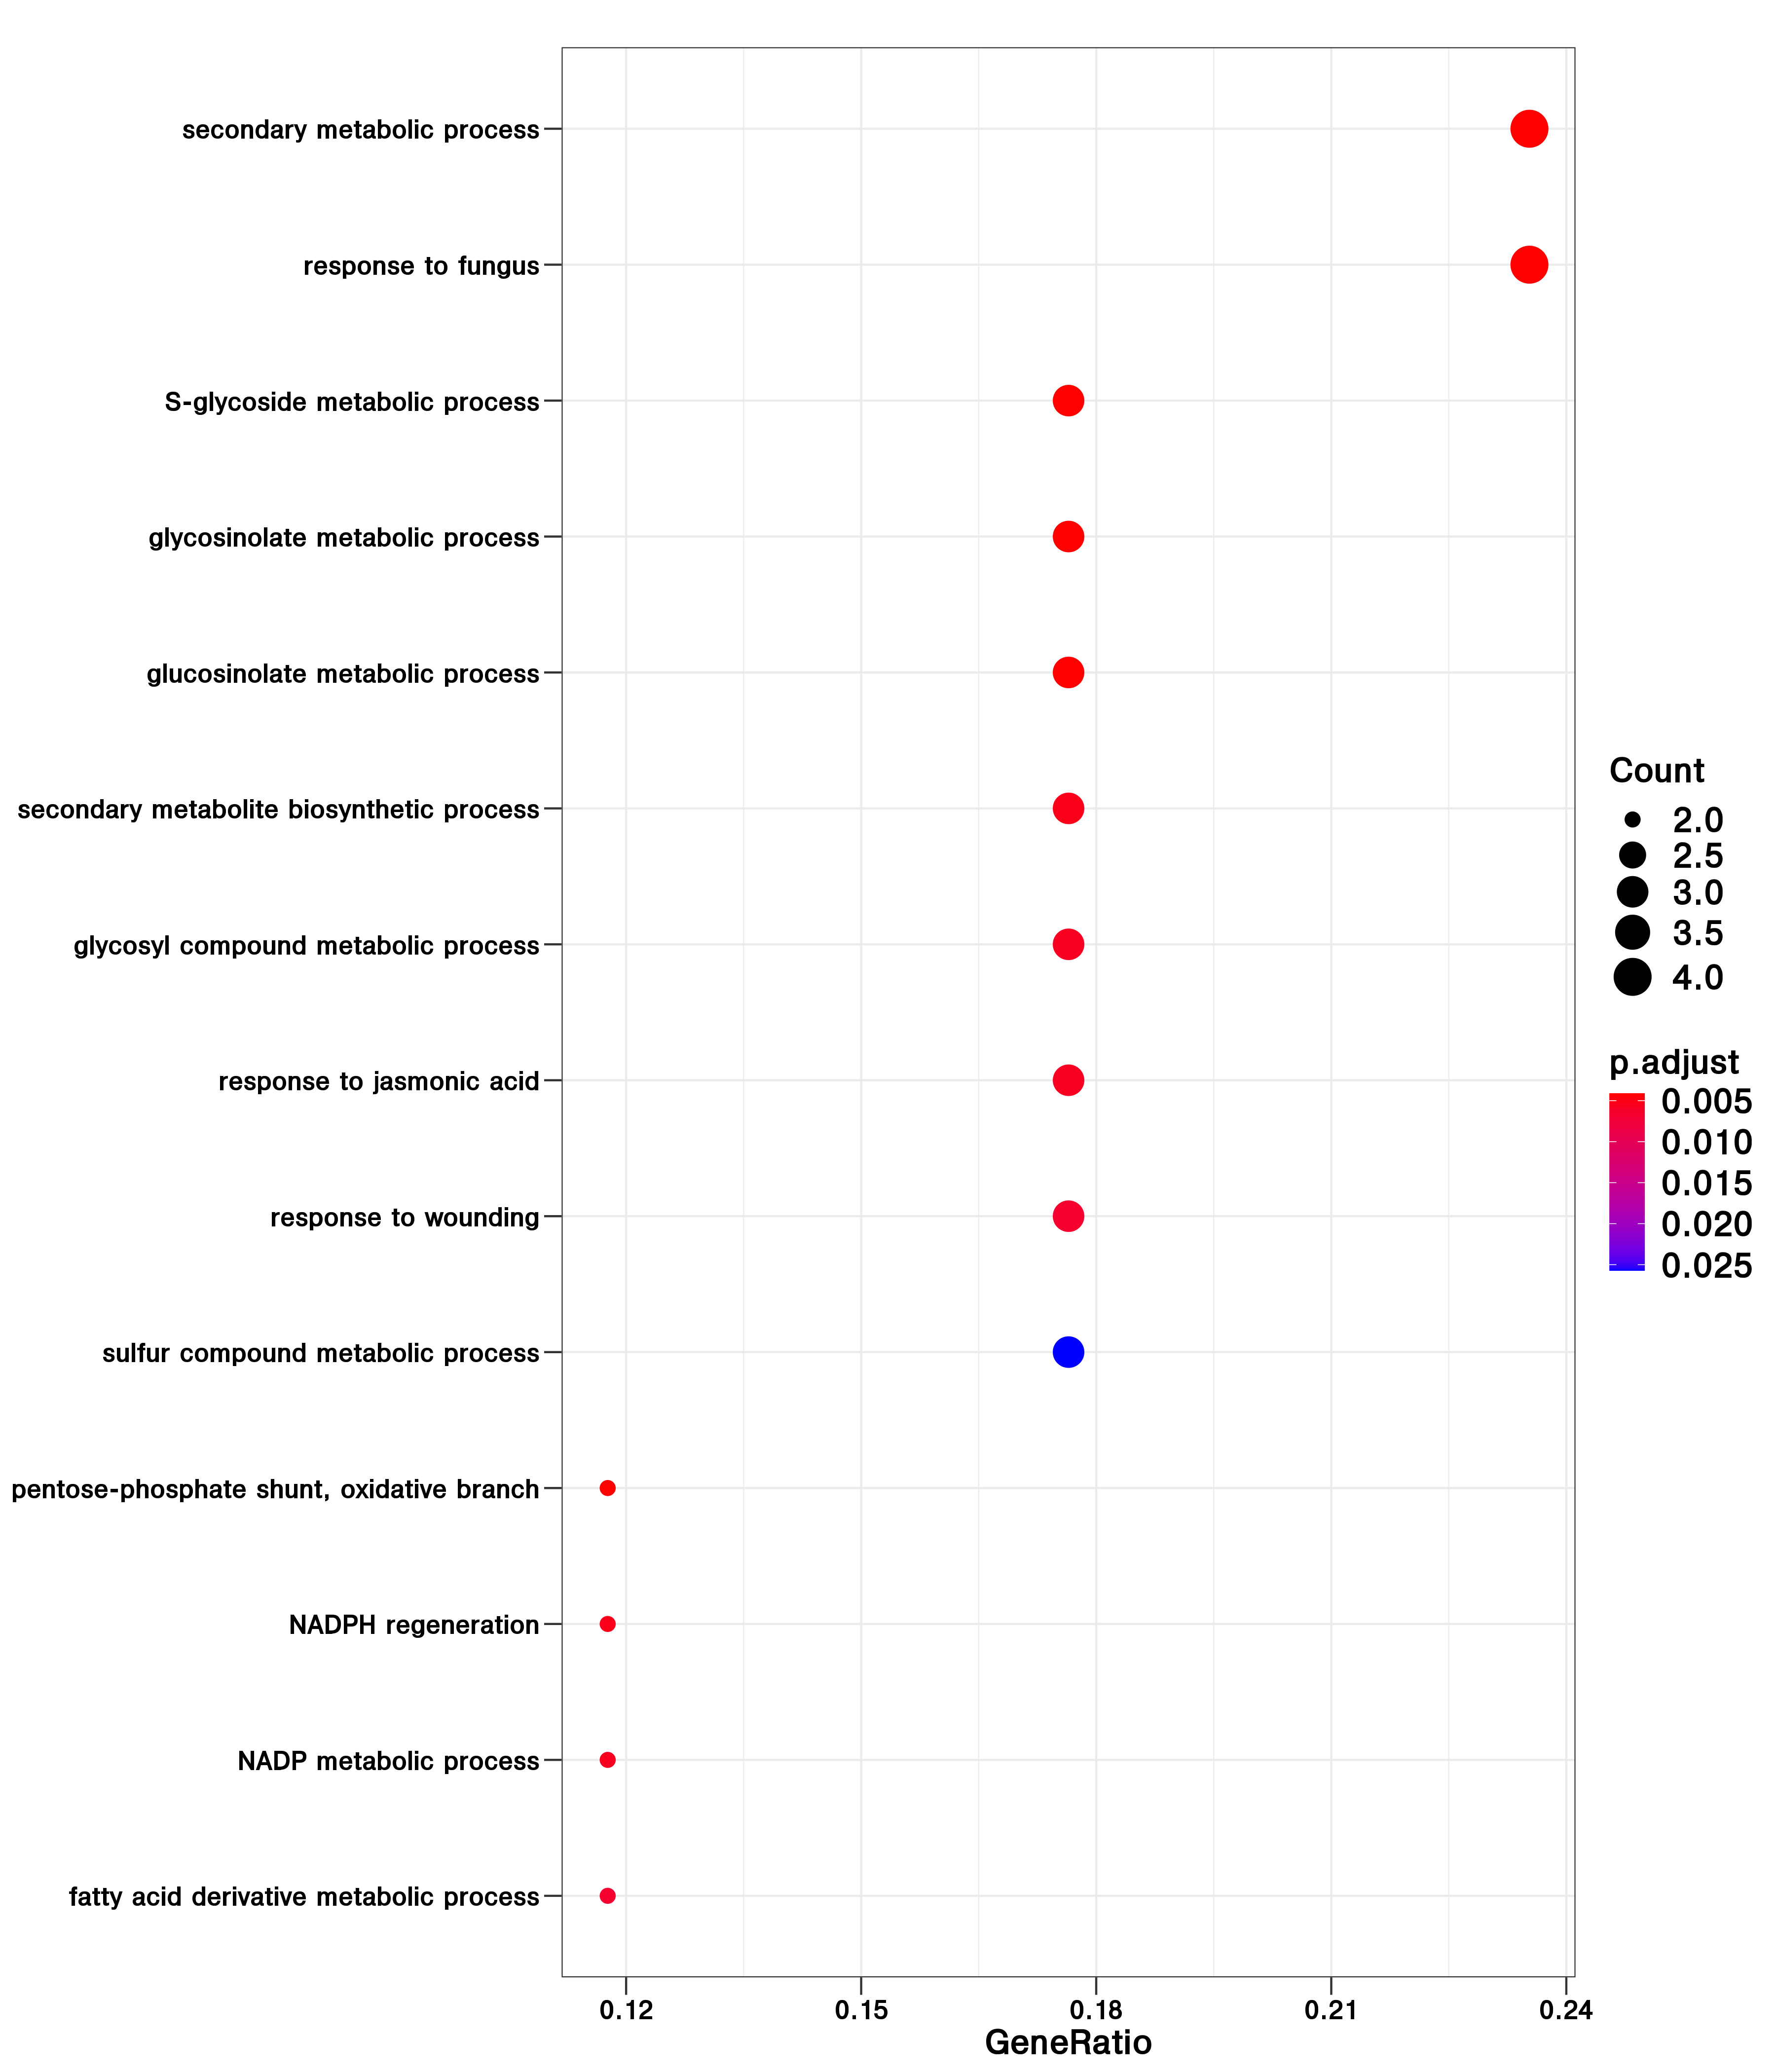 secondary metabolic process
response to fungus
S-glycoside metabolic process
glycosinolate metabolic process
glucosinolate metabolic process
secondary metabolite biosynthetic process
glycosyl compound metabolic process
response to jasmonic acid
response to wounding
sulfur compound metabolic process
pentose-phosphate shunt, oxidative branch
NADPH regeneration
NADP metabolic process
fatty acid derivative metabolic process
0.12
0.15
0.18
0.21
0.24
GeneRatio
Count
2.0
2.5
3.0
3.5
4.0
p.adjust
0.005
0.010
0.015
0.020
0.025